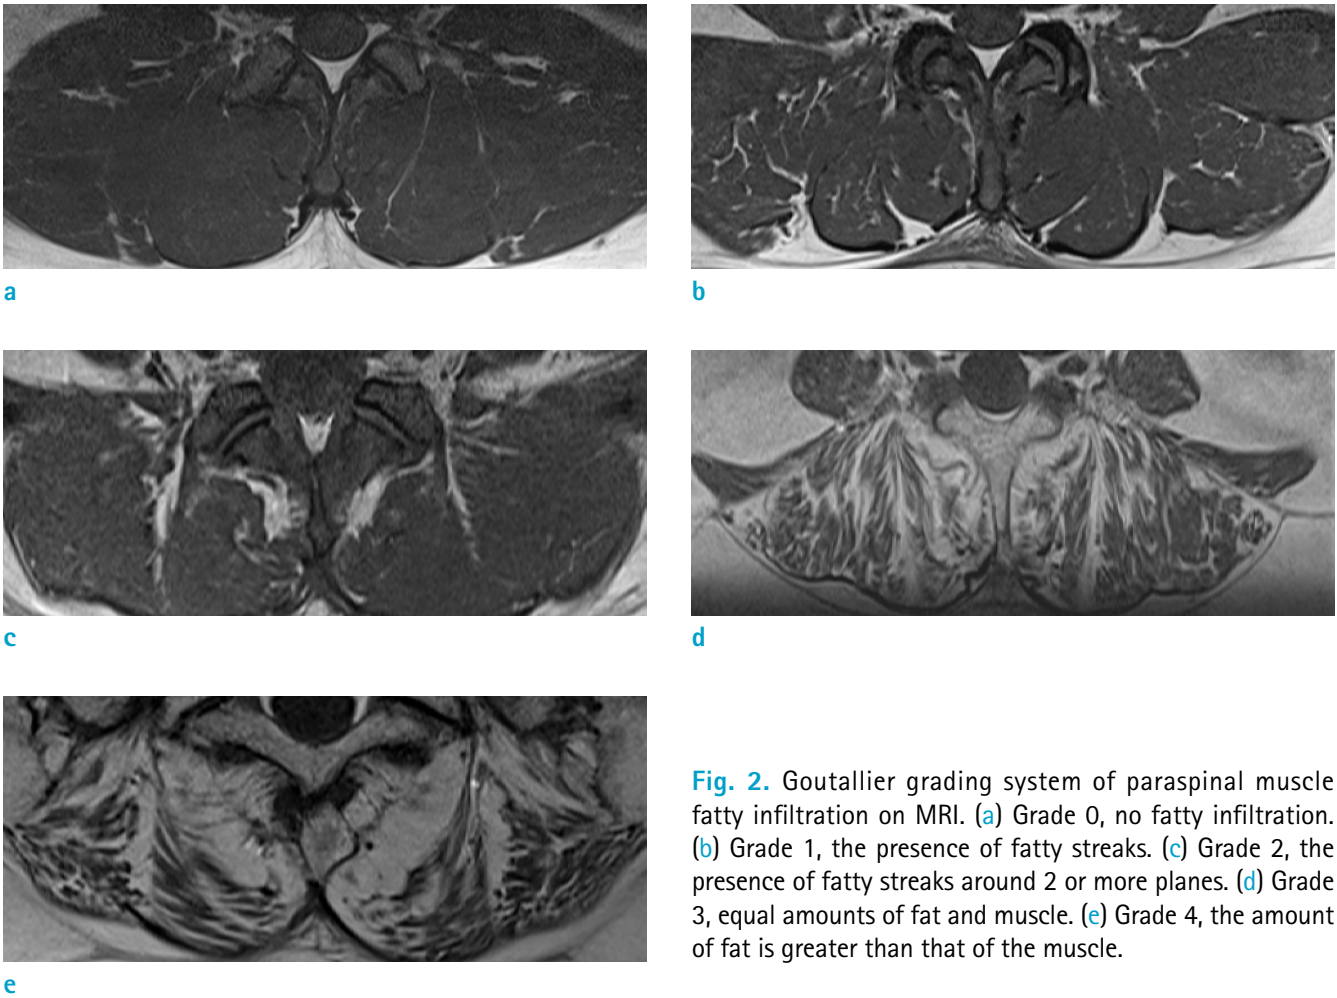 a
b
c
d
e
Fig. 2. Goutallier grading system of paraspinal muscle
fatty infiltration on MRI. (a) Grade 0, no fatty infiltration.
(b) Grade 1, the presence of fatty streaks. (c) Grade 2, the
presence of fatty streaks around 2 or more planes. (d) Grade
3, equal amounts of fat and muscle. (e) Grade 4, the amount
of fat is greater than that of the muscle.